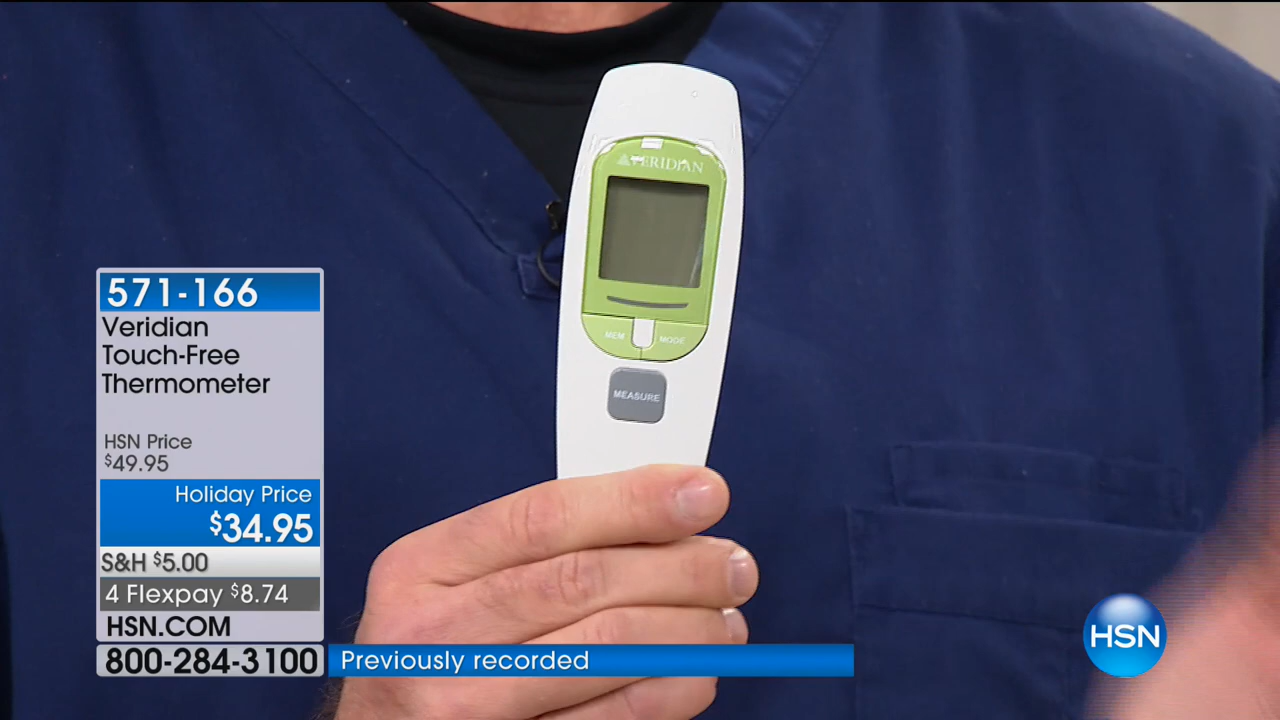 VERIDIAN
MEM
MODE
MEASURE
571-166
Veridian
Touch-Free
Thermometer
HSN Price
$49.95
Holiday Price
$34.95
S&H $5.00
4 Flexpay $8.74
HSN.COM
800-284-3100
Previously recorded
HSN